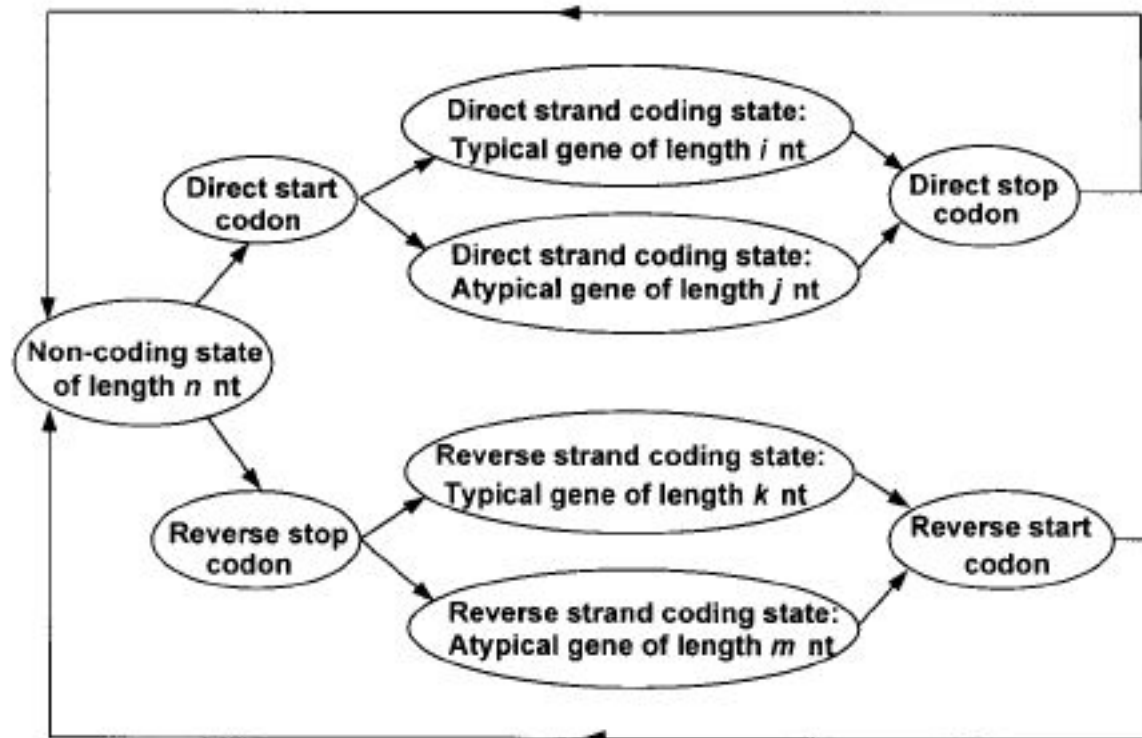 Direct strand coding state:
Typical gene of length i nt
Direct start
codon
Direct stop
codon
Direct strand coding state:
Atypical gene of length j nt
Non-coding state
of length n nt
Reverse strand coding state:
Typical gene of length k nt
Reverse stop
codon
Reverse start
codon
Reverse strand coding state:
Atypical gene of length m nt